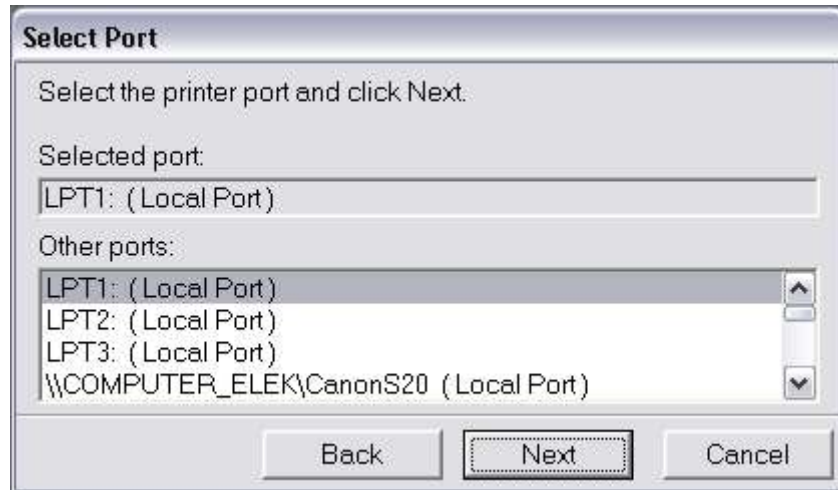 Select Port
Select the printer port and click Next.
Selected port:
LPT1: (Local Port)
Other ports:
LPT1: (Local Port)
LPT2: (Local Port)
LPT3: (Local Port)
\\COMPUTER_ELEK\CanonS20 (Local Port)
Back Next Cancel